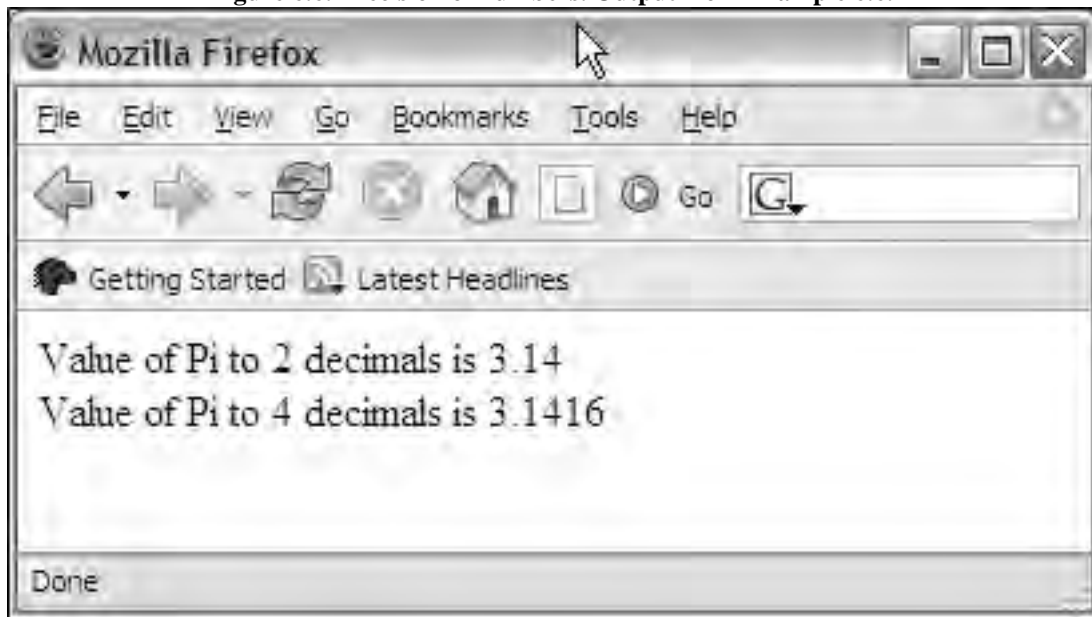 Mozilla Firefox
File Edit View Go Bookmarks Tools Help
Go G
Getting Started Latest Headlines
Value of Pi to 2 decimals is 3.14
Value of Pi to 4 decimals is 3.1416
Done